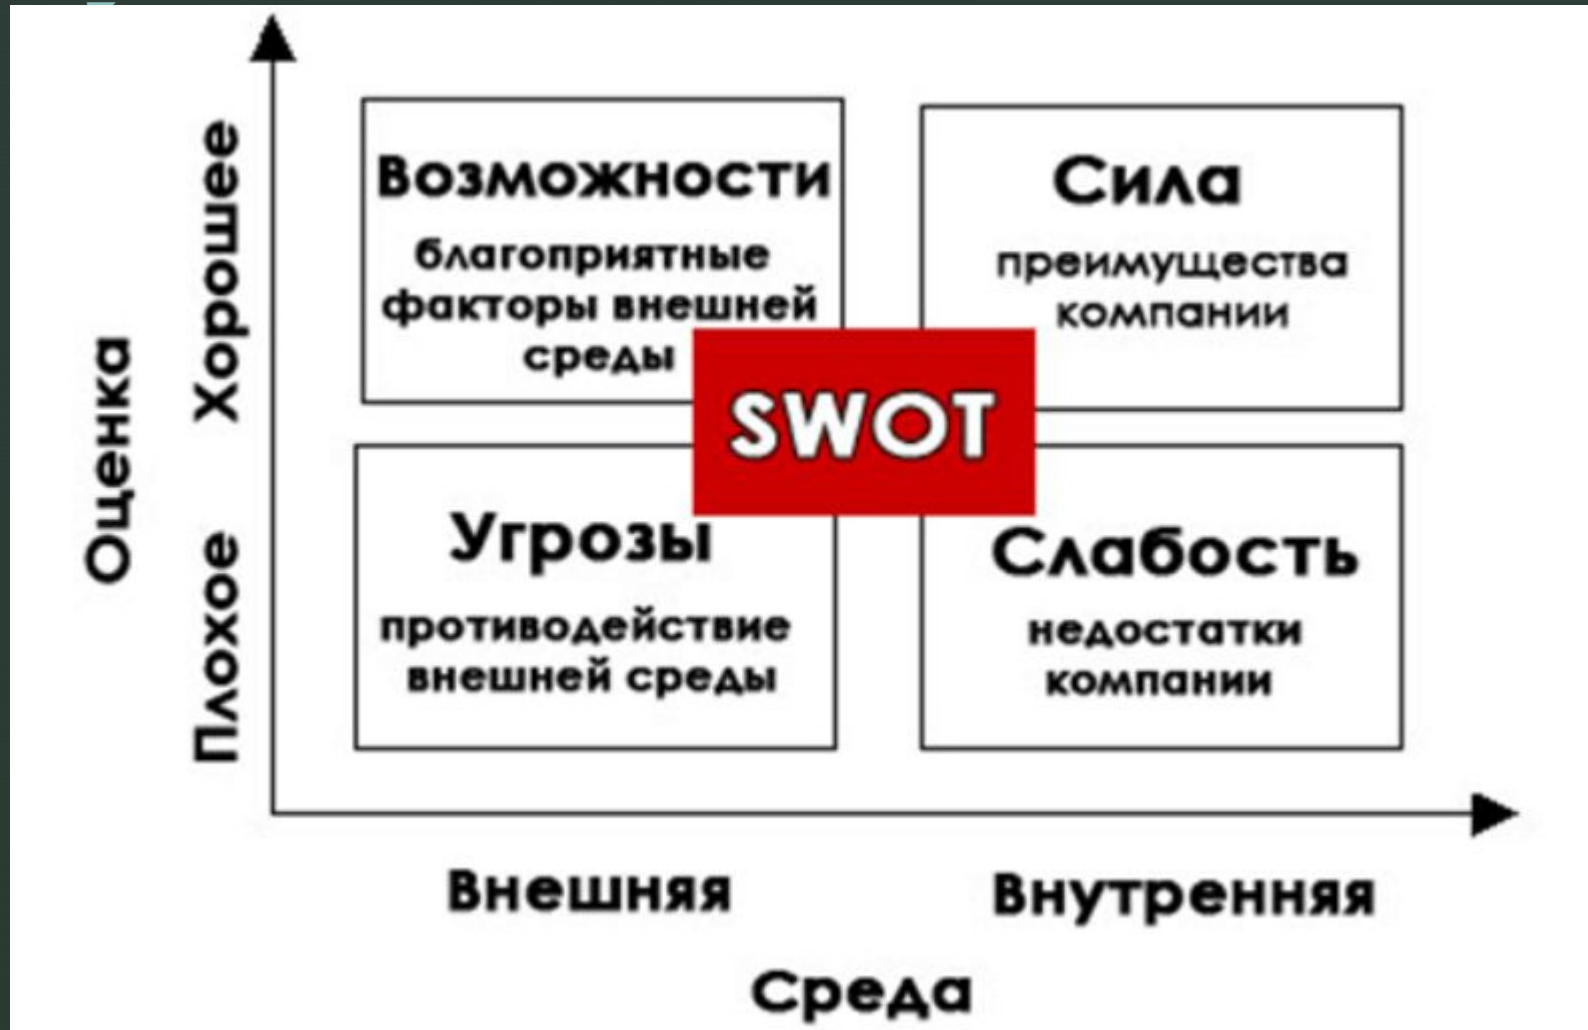 Оценка
Хорошее
Плохое
Возможности
благоприятные
факторы внешней
среды
Сила
преимущества
компании
SWOT
Угрозы
противодействие
внешней среды
Слабость
недостатки
компании
Внешняя
Внутренняя
Среда